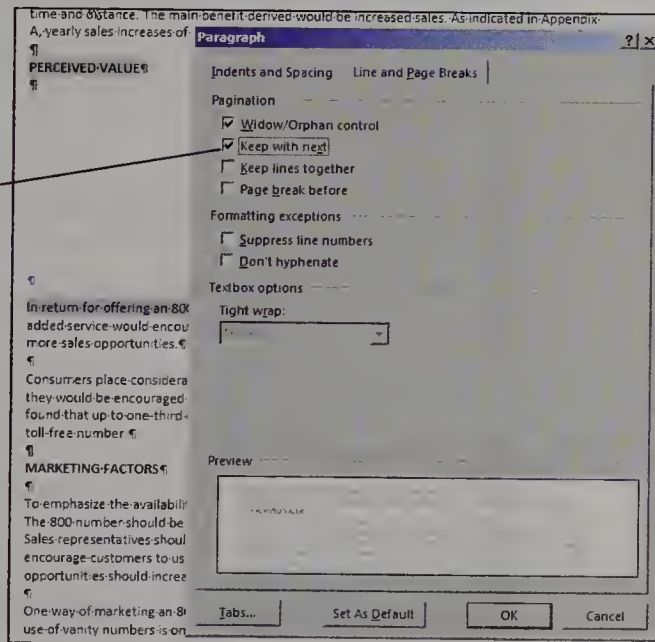 time·and·distance.·The·main·benefit·derived·would·be·increased·sales.·As·indicated·in·Appendix·
A,·yearly·sales·increases·of·
¶
PERCEIVED·VALUE¶
¶
¶
In·return·for·offering·an·800
added·service·would·encou
more·sales·opportunities.¶
¶
Consumers·place·considera
they·would·be·encouraged·
found·that·up·to·one-third·
toll-free·number·¶
¶
MARKETING·FACTORS¶
¶
To·emphasize·the·availabili
The·800·number·should·be
Sales·representatives·shoul
encourage·customers·to·us
opportunities·should·increa
¶
One·way·of·marketing·an·8
use·of·vanity·numbers·is·on
Paragraph ? ×
Indents and Spacing Line and Page Breaks
Pagination
Widow/Orphan control
Keep with next
Keep lines together
Page break before
Formatting exceptions
Suppress line numbers
Don't hyphenate
Textbox options
Tight wrap:
Preview
Tabs... Set As Default OK Cancel